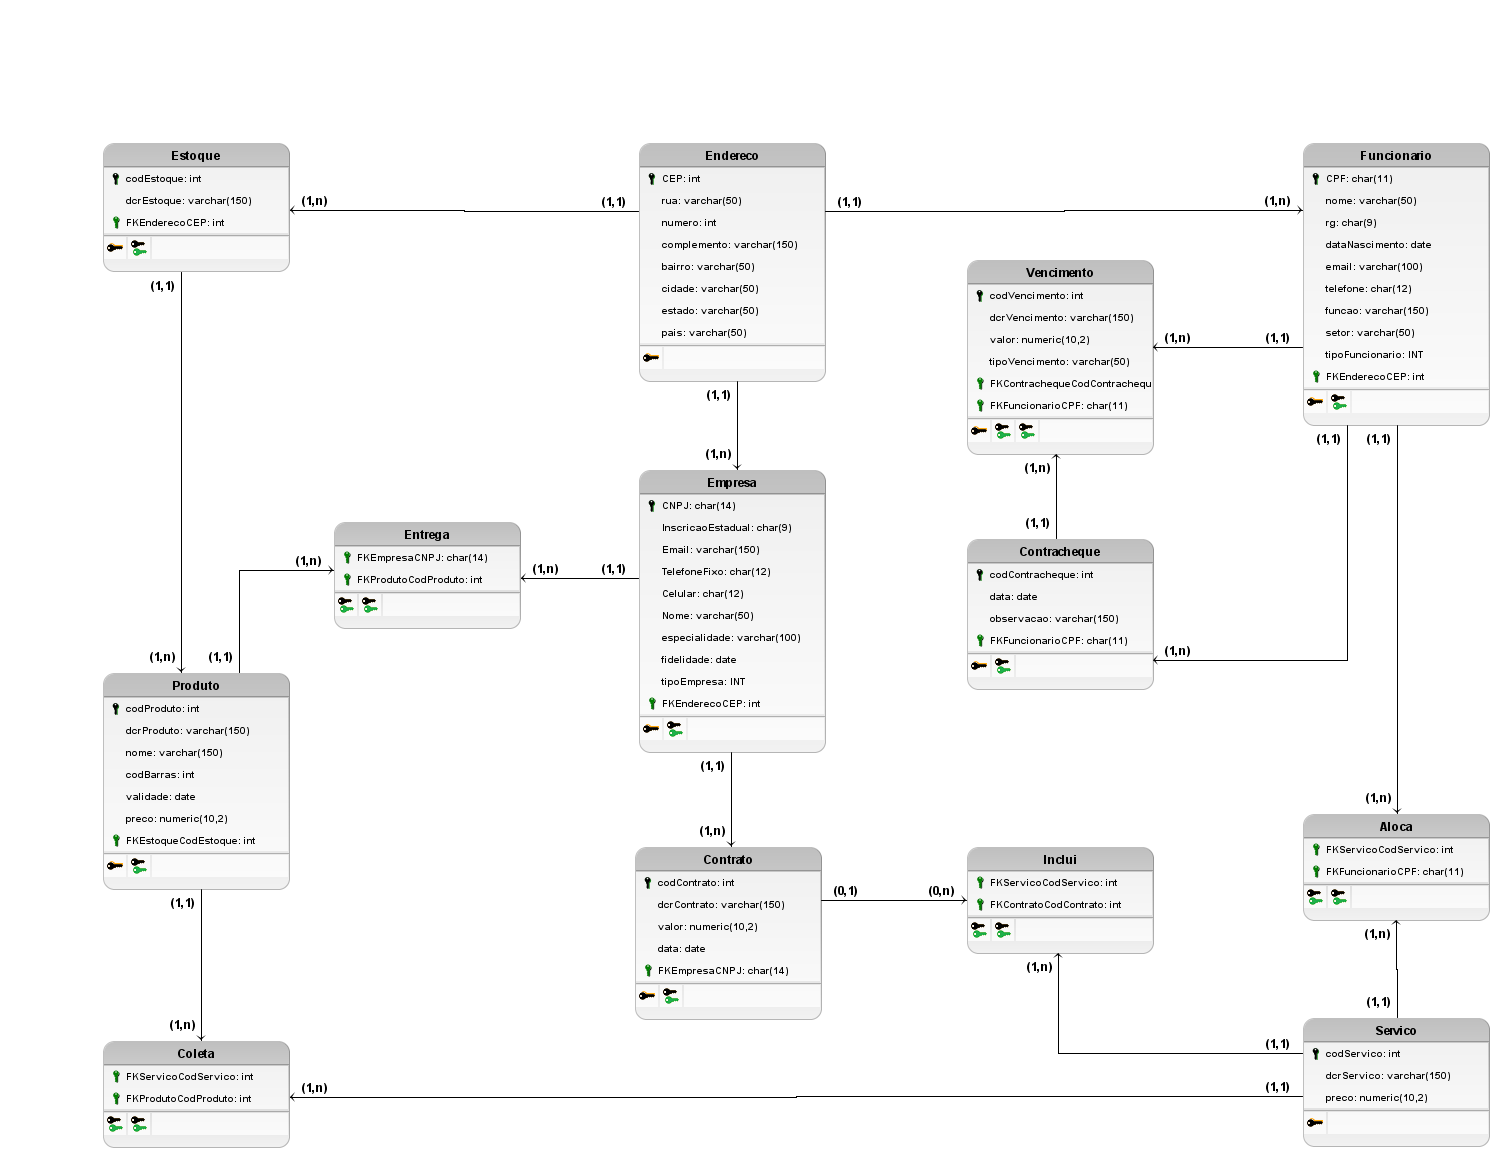 Estoque
codEstoque: int
dcrEstoque: varchar(150)
FKEnderecoCEP: int
(1,n)
(1,1)
Endereco
CEP: int
rua: varchar(50)
numero: int
complemento: varchar(150)
bairro: varchar(50)
cidade: varchar(50)
estado: varchar(50)
pais: varchar(50)
(1,1)
(1,n)
Funcionario
CPF: char(11)
nome: varchar(50)
rg: char(9)
dataNascimento: date
email: varchar(100)
telefone: char(12)
funcao: varchar(150)
setor: varchar(50)
tipoFuncionario: INT
FKEnderecoCEP: int
Vencimento
codVencimento: int
dcrVencimento: varchar(150)
valor: numeric(10,2)
tipoVencimento: varchar(50)
FKContrachequeCodContrachequ
FKFuncionarioCPF: char(11)
(1,n)
(1,1)
(1,1)
(1,1)
(1,n)
(1,1)
(1,1)
(1,n)
(1,1)
Empresa
CNPJ: char(14)
InscricaoEstadual: char(9)
Email: varchar(150)
TelefoneFixo: char(12)
Celular: char(12)
Nome: varchar(50)
especialidade: varchar(100)
fidelidade: date
tipoEmpresa: INT
FKEnderecoCEP: int
Entrega
FKEmpresaCNPJ: char(14)
FKProdutoCodProduto: int
(1,n)
(1,n)
(1,1)
Contracheque
codContracheque: int
data: date
observacao: varchar(150)
FKFuncionarioCPF: char(11)
(1,n)
(1,n)
(1,1)
Produto
codProduto: int
dcrProduto: varchar(150)
nome: varchar(150)
codBarras: int
validade: date
preco: numeric(10,2)
FKEstoqueCodEstoque: int
(1,1)
(1,n)
(1,n)
Aloca
FKServicoCodServico: int
FKFuncionarioCPF: char(11)
Contrato
codContrato: int
dcrContrato: varchar(150)
valor: numeric(10,2)
data: date
FKEmpresaCNPJ: char(14)
(0,1)
(0,n)
Inclui
FKServicoCodServico: int
FKContratoCodContrato: int
(1,1)
(1,n)
(1,n)
(1,n)
(1,1)
(1,1)
Servico
codServico: int
dcrServico: varchar(150)
preco: numeric(10,2)
Coleta
FKServicoCodServico: int
FKProdutoCodProduto: int
(1,n)
(1,1)